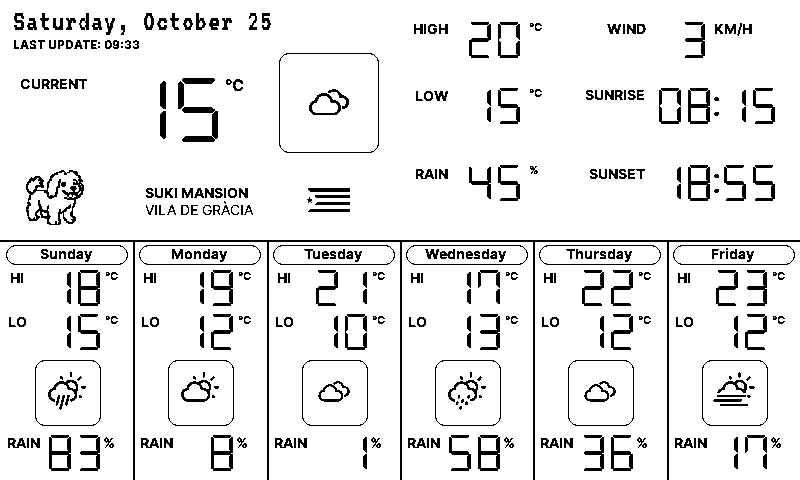 Saturday, October 25
LAST UPDATE: 09:33
CURRENT 15 °C
SUKI MANSION
VILA DE GRÀCIA
HIGH 20 °C
LOW 15 °C
RAIN 45 %
WIND 3 KM/H
SUNRISE 08:15
SUNSET 18:55
Sunday
HI 18 °C
LO 15 °C
RAIN 83 %
Monday
HI 19 °C
LO 12 °C
RAIN 8 %
Tuesday
HI 21 °C
LO 10 °C
RAIN 1 %
Wednesday
HI 17 °C
LO 13 °C
RAIN 58 %
Thursday
HI 22 °C
LO 12 °C
RAIN 36 %
Friday
HI 23 °C
LO 12 °C
RAIN 17 %